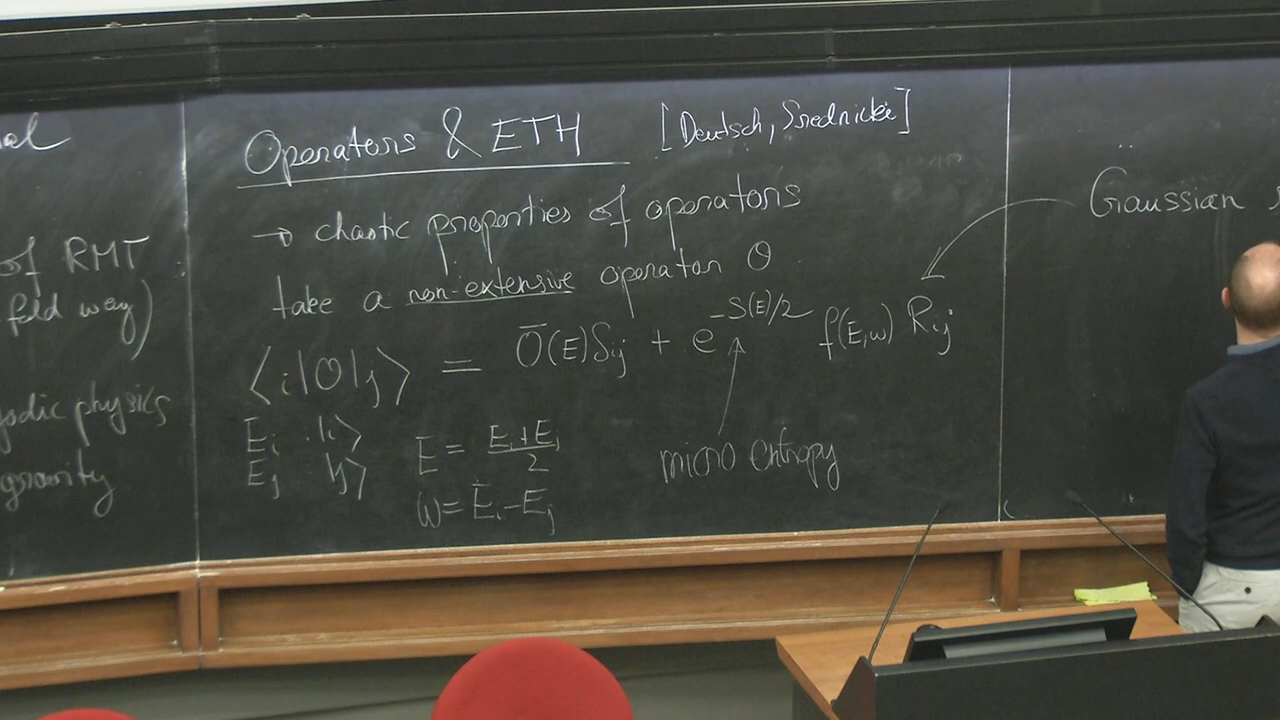 of RMT
field way)
physics
gravity
Operators & ETH [Deutsch, Srednicki]
→ chaotic properties of operators
take a non-extensive operator O
⟨i|O|j⟩ = Ō(E)δij + e^{-S(E)/2} f(E,ω) Rij
Ei |i⟩
Ej |j⟩
E = (Ei+Ej)/2
ω = Ei-Ej
micro entropy
Gaussian